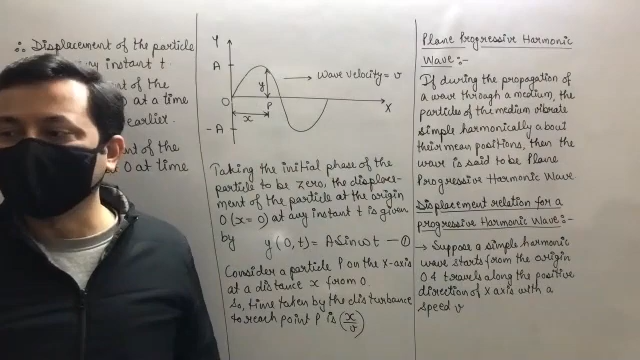 ∴ Displacement of the particle
any instant t.
ment of the
O at a time
earlier.
ment of the
O at time
Y
A
O
-A
y
P
x
X
→ Wave velocity = v
Taking the initial phase of the
particle to be zero, the displace-
ment of the particle at the origin
O (x=0) at any instant t is given
by y(0,t) = A Sinωt — ①
Consider a particle P on the X-axis
at a distance x from O.
So, time taken by the disturbance
to reach point P is (x/v)
Plane Progressive Harmonic
Wave:-
If during the propagation of
a wave through a medium, the
particles of the medium vibrate
simple harmonically about
their mean positions, then the
wave is said to be Plane
Progressive Harmonic Wave.
Displacement relation for a
progressive Harmonic Wave:-
→ Suppose a simple harmonic
wave starts from the origin
O & travels along the positive
direction of X axis with a
speed v